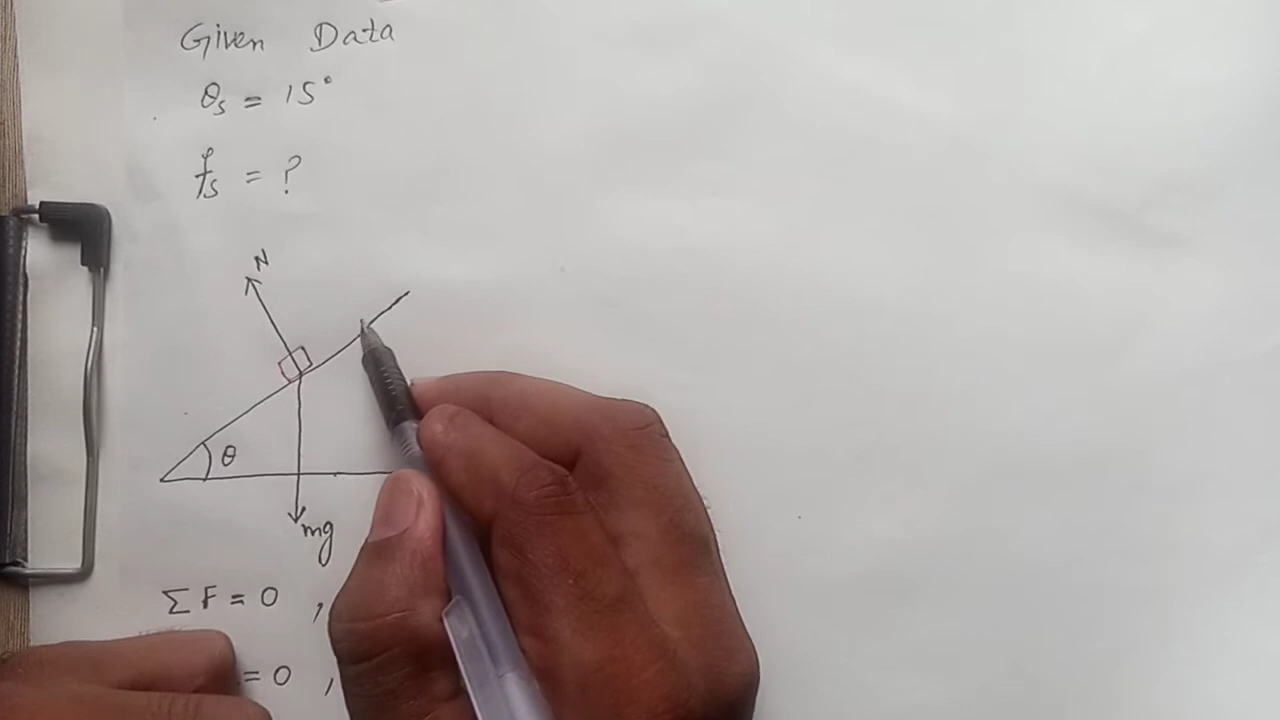 Given Data
θₛ = 15°
fₛ = ?
N
θ
mg
ΣF = 0 ,
= 0 ,